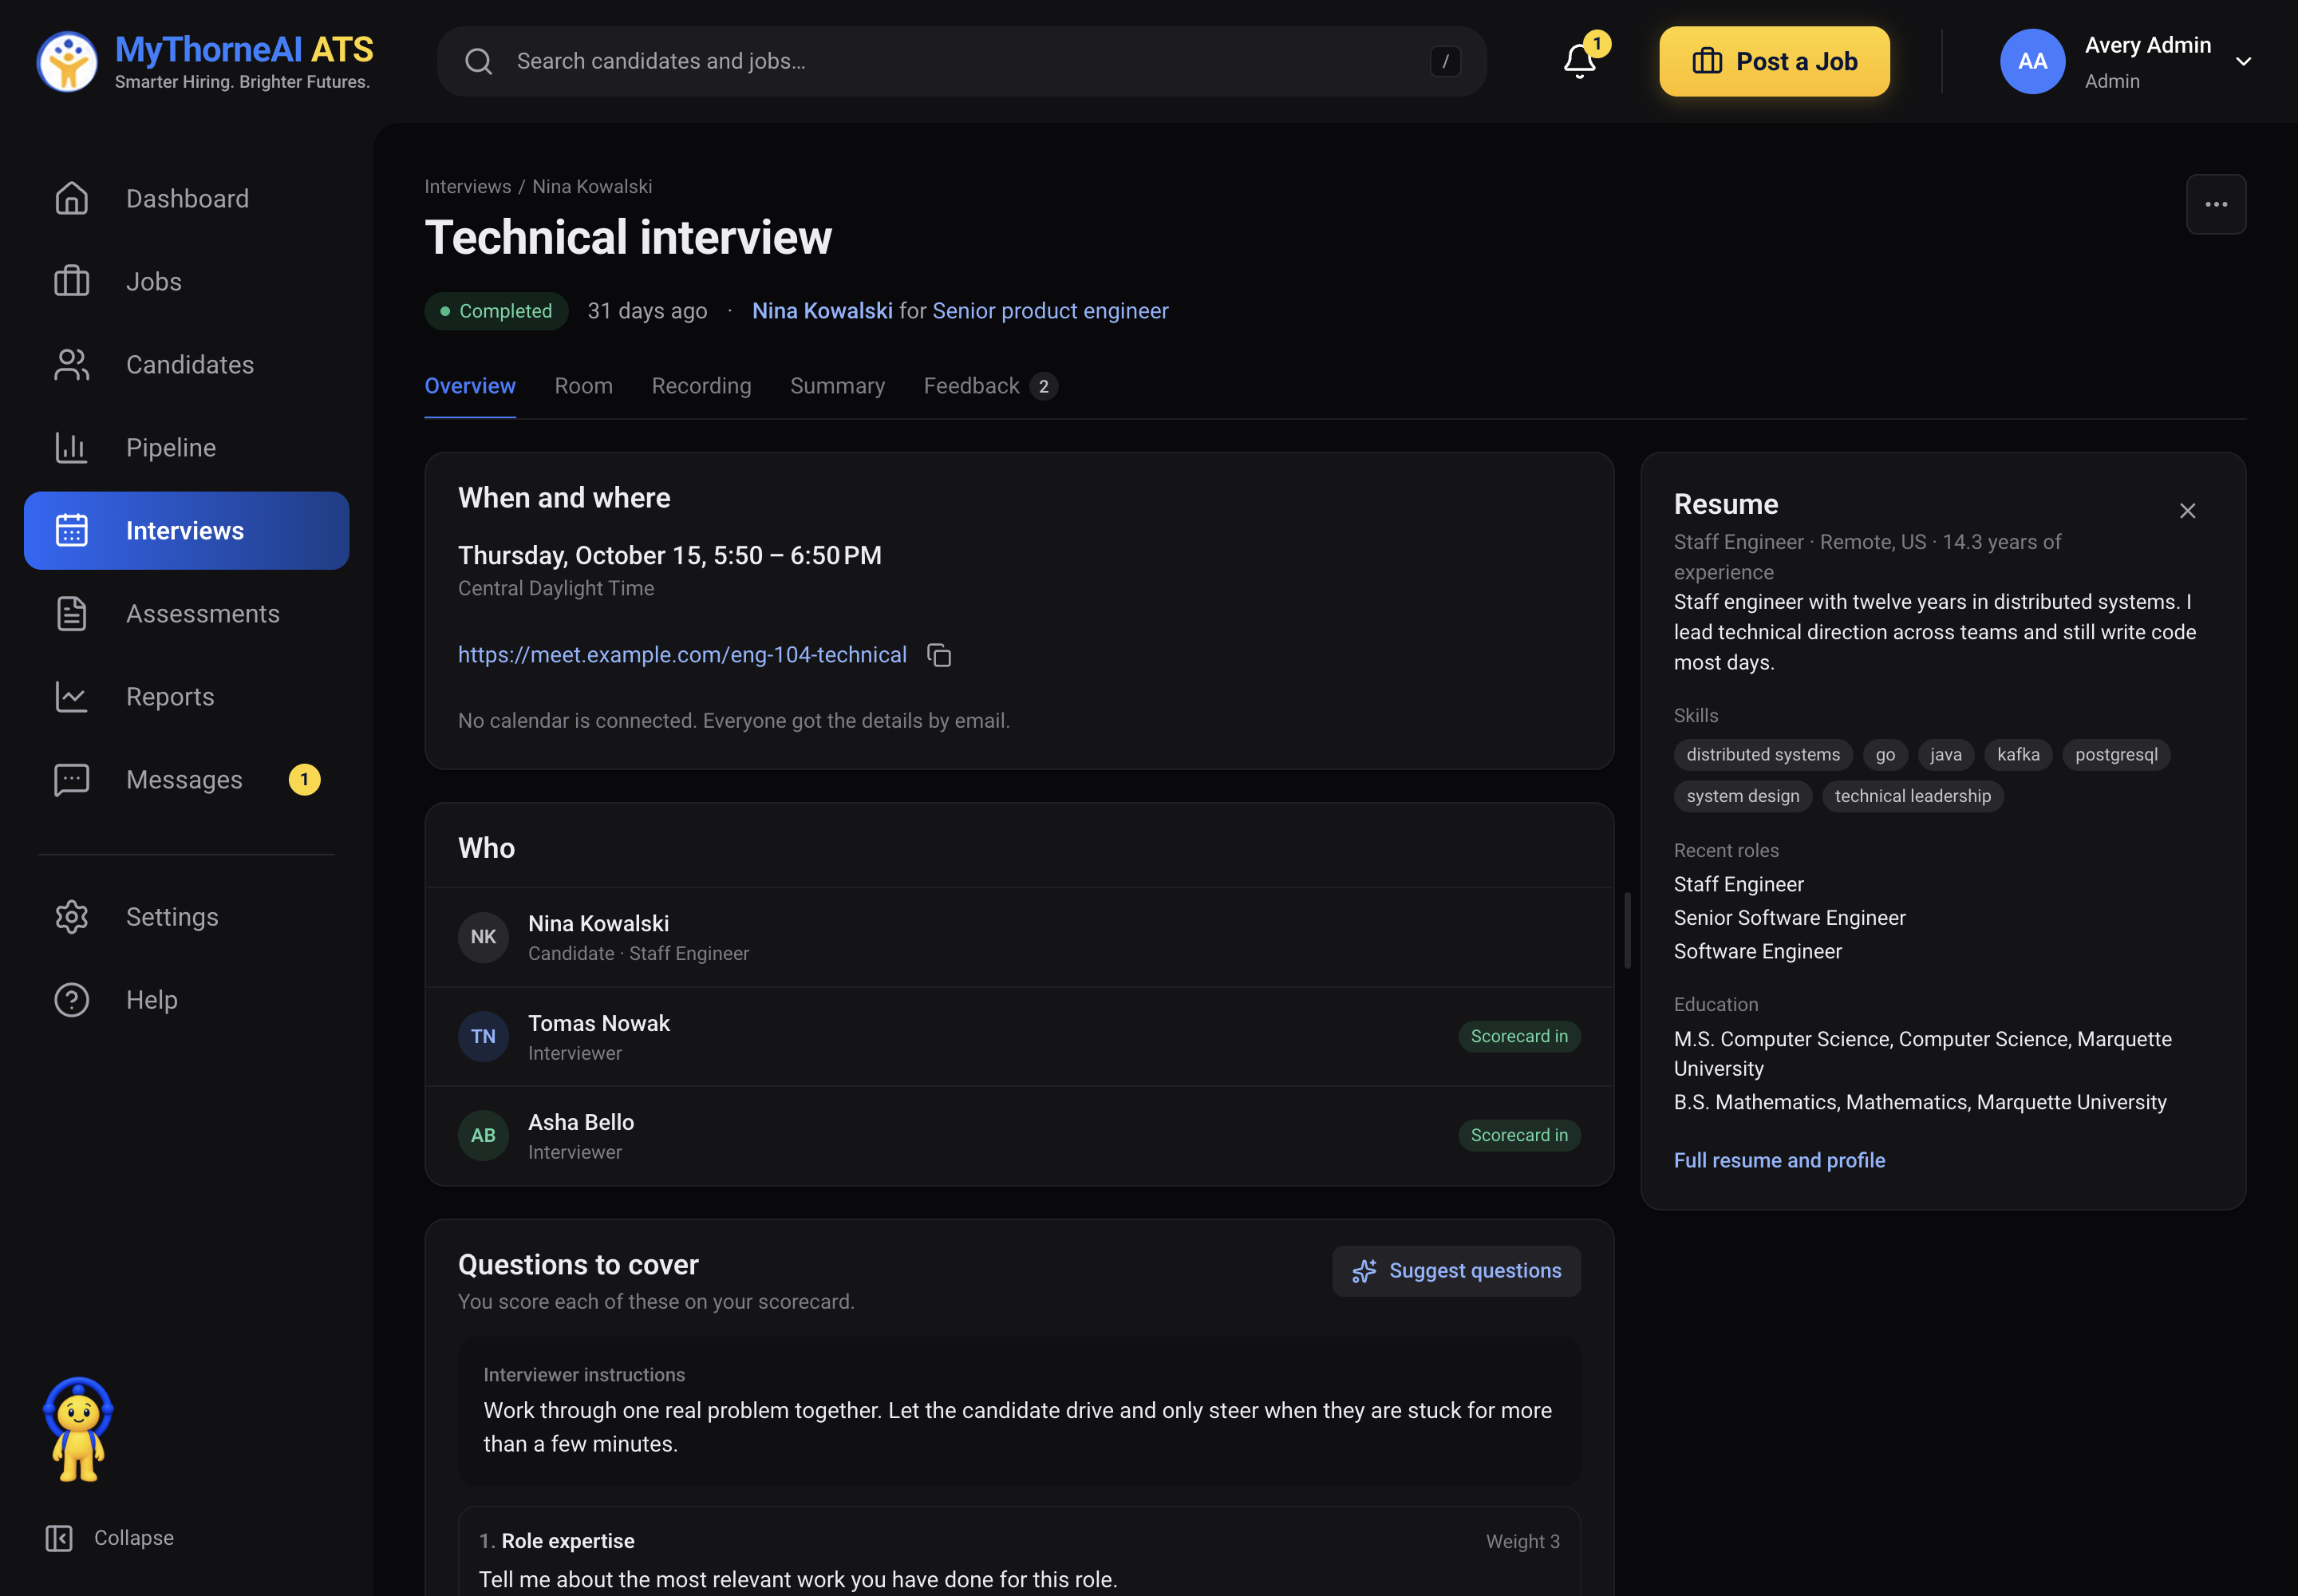 MyThorneAI ATS
Smarter Hiring. Brighter Futures.
Search candidates and jobs…
/
1
Post a Job
AA
Avery Admin
Admin
Dashboard
Jobs
Candidates
Pipeline
Interviews
Assessments
Reports
Messages
1
Settings
Help
Collapse
Interviews / Nina Kowalski
Technical interview
Completed
31 days ago · Nina Kowalski for Senior product engineer
Overview
Room
Recording
Summary
Feedback 2
When and where
Thursday, October 15, 5:50 – 6:50 PM
Central Daylight Time
https://meet.example.com/eng-104-technical
No calendar is connected. Everyone got the details by email.
Who
NK
Nina Kowalski
Candidate · Staff Engineer
TN
Tomas Nowak
Interviewer
Scorecard in
AB
Asha Bello
Interviewer
Scorecard in
Questions to cover
You score each of these on your scorecard.
Suggest questions
Interviewer instructions
Work through one real problem together. Let the candidate drive and only steer when they are stuck for more
than a few minutes.
1. Role expertise
Weight 3
Tell me about the most relevant work you have done for this role.
Resume
Staff Engineer · Remote, US · 14.3 years of
experience
Staff engineer with twelve years in distributed systems. I
lead technical direction across teams and still write code
most days.
Skills
distributed systems
go
java
kafka
postgresql
system design
technical leadership
Recent roles
Staff Engineer
Senior Software Engineer
Software Engineer
Education
M.S. Computer Science, Computer Science, Marquette
University
B.S. Mathematics, Mathematics, Marquette University
Full resume and profile